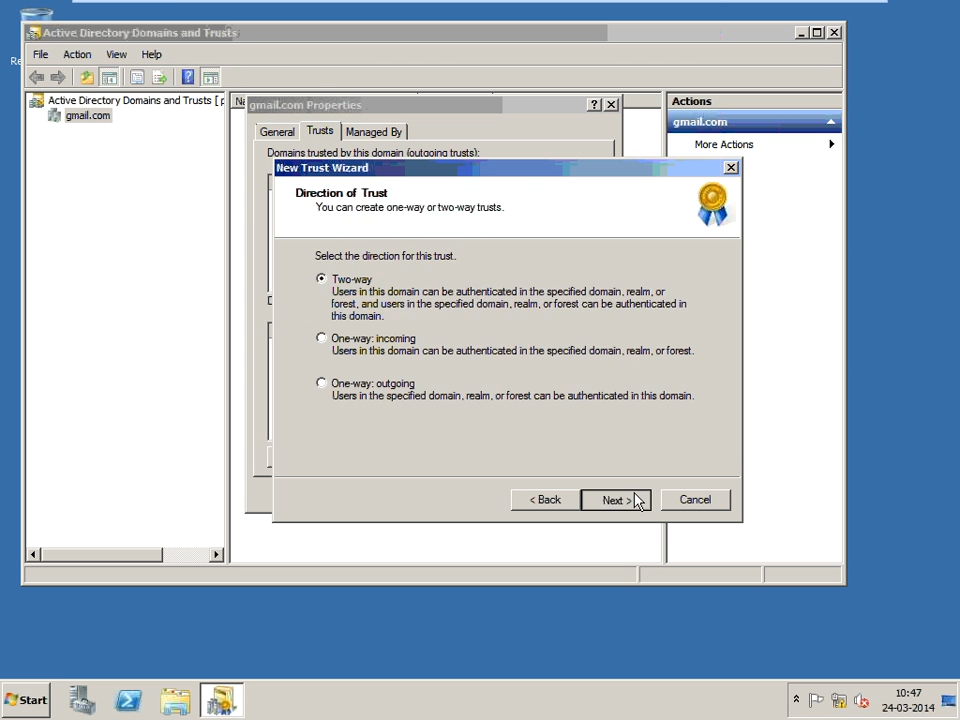 Active Directory Domains and Trusts
File Action View Help
Active Directory Domains and Trusts [
gmail.com
gmail.com Properties
General Trusts Managed By
Domains trusted by this domain (outgoing trusts):
New Trust Wizard
Direction of Trust
You can create one-way or two-way trusts.
Select the direction for this trust.
Two-way
Users in this domain can be authenticated in the specified domain, realm, or
forest, and users in the specified domain, realm, or forest can be authenticated in
this domain.
One-way: incoming
Users in this domain can be authenticated in the specified domain, realm, or forest.
One-way: outgoing
Users in the specified domain, realm, or forest can be authenticated in this domain.
< Back Next > Cancel
Actions
gmail.com
More Actions
Start
10:47
24-03-2014